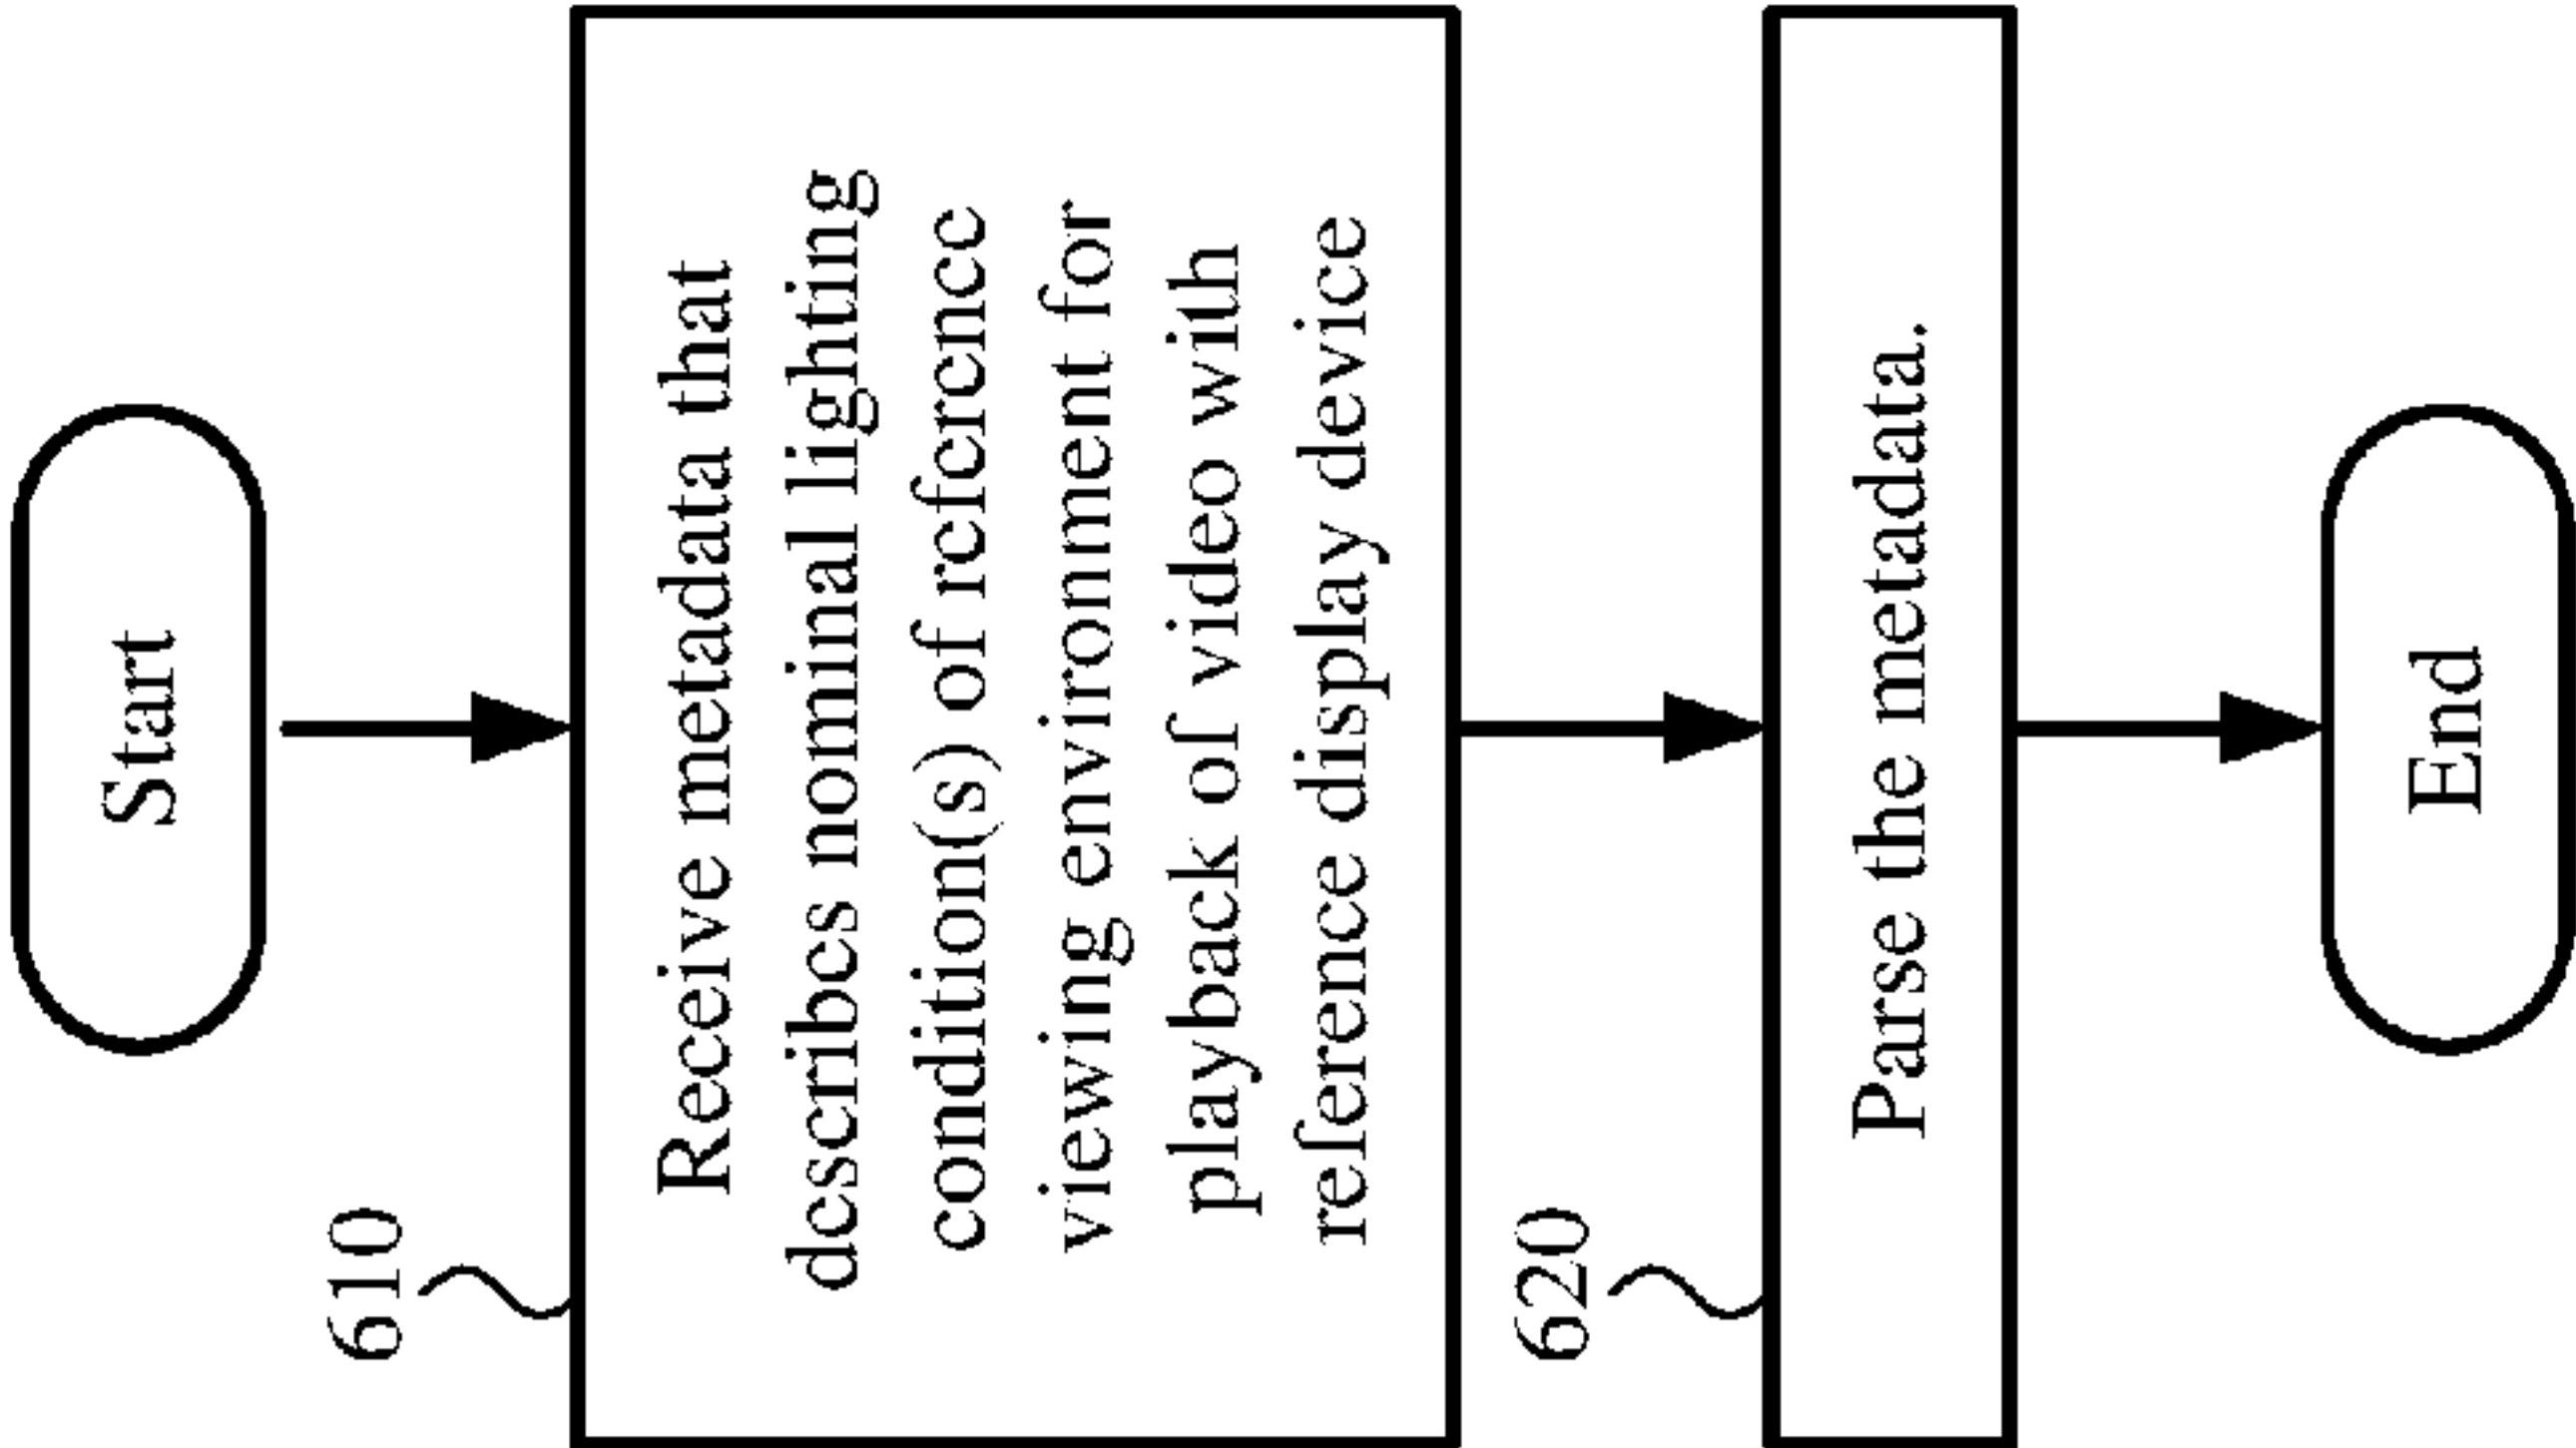 Start
610
Receive metadata that
describes nominal lighting
condition(s) of reference
viewing environment for
playback of video with
reference display device
620
Parse the metadata.
End